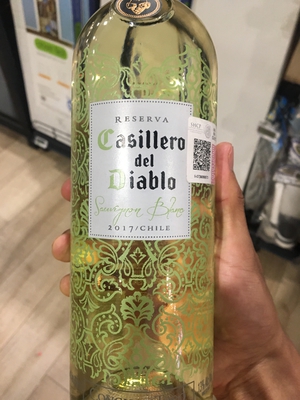 RESERVA
Casillero
del
Diablo
Sauvignon Blanc
2017/CHILE